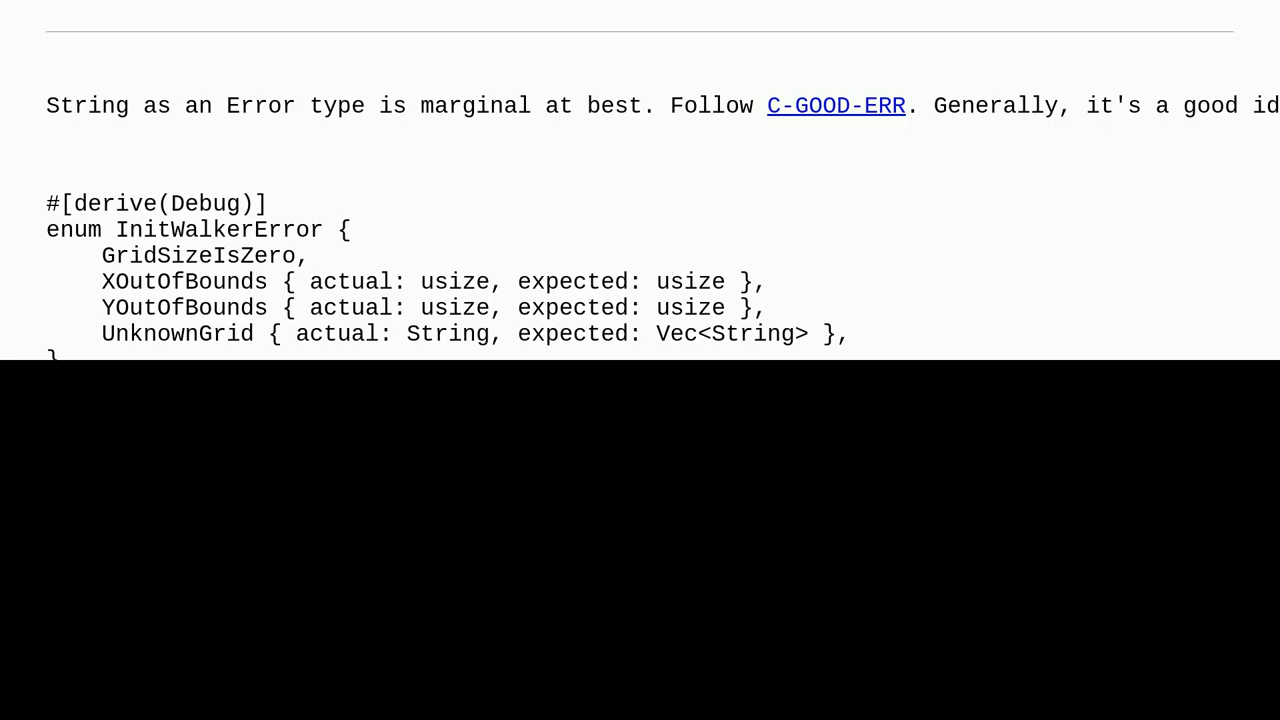 String as an Error type is marginal at best. Follow C-GOOD-ERR. Generally, it's a good
#[derive(Debug)]
enum InitWalkerError {
    GridSizeIsZero,
    XOutOfBounds { actual: usize, expected: usize },
    YOutOfBounds { actual: usize, expected: usize },
    UnknownGrid { actual: String, expected: Vec<String> },
}